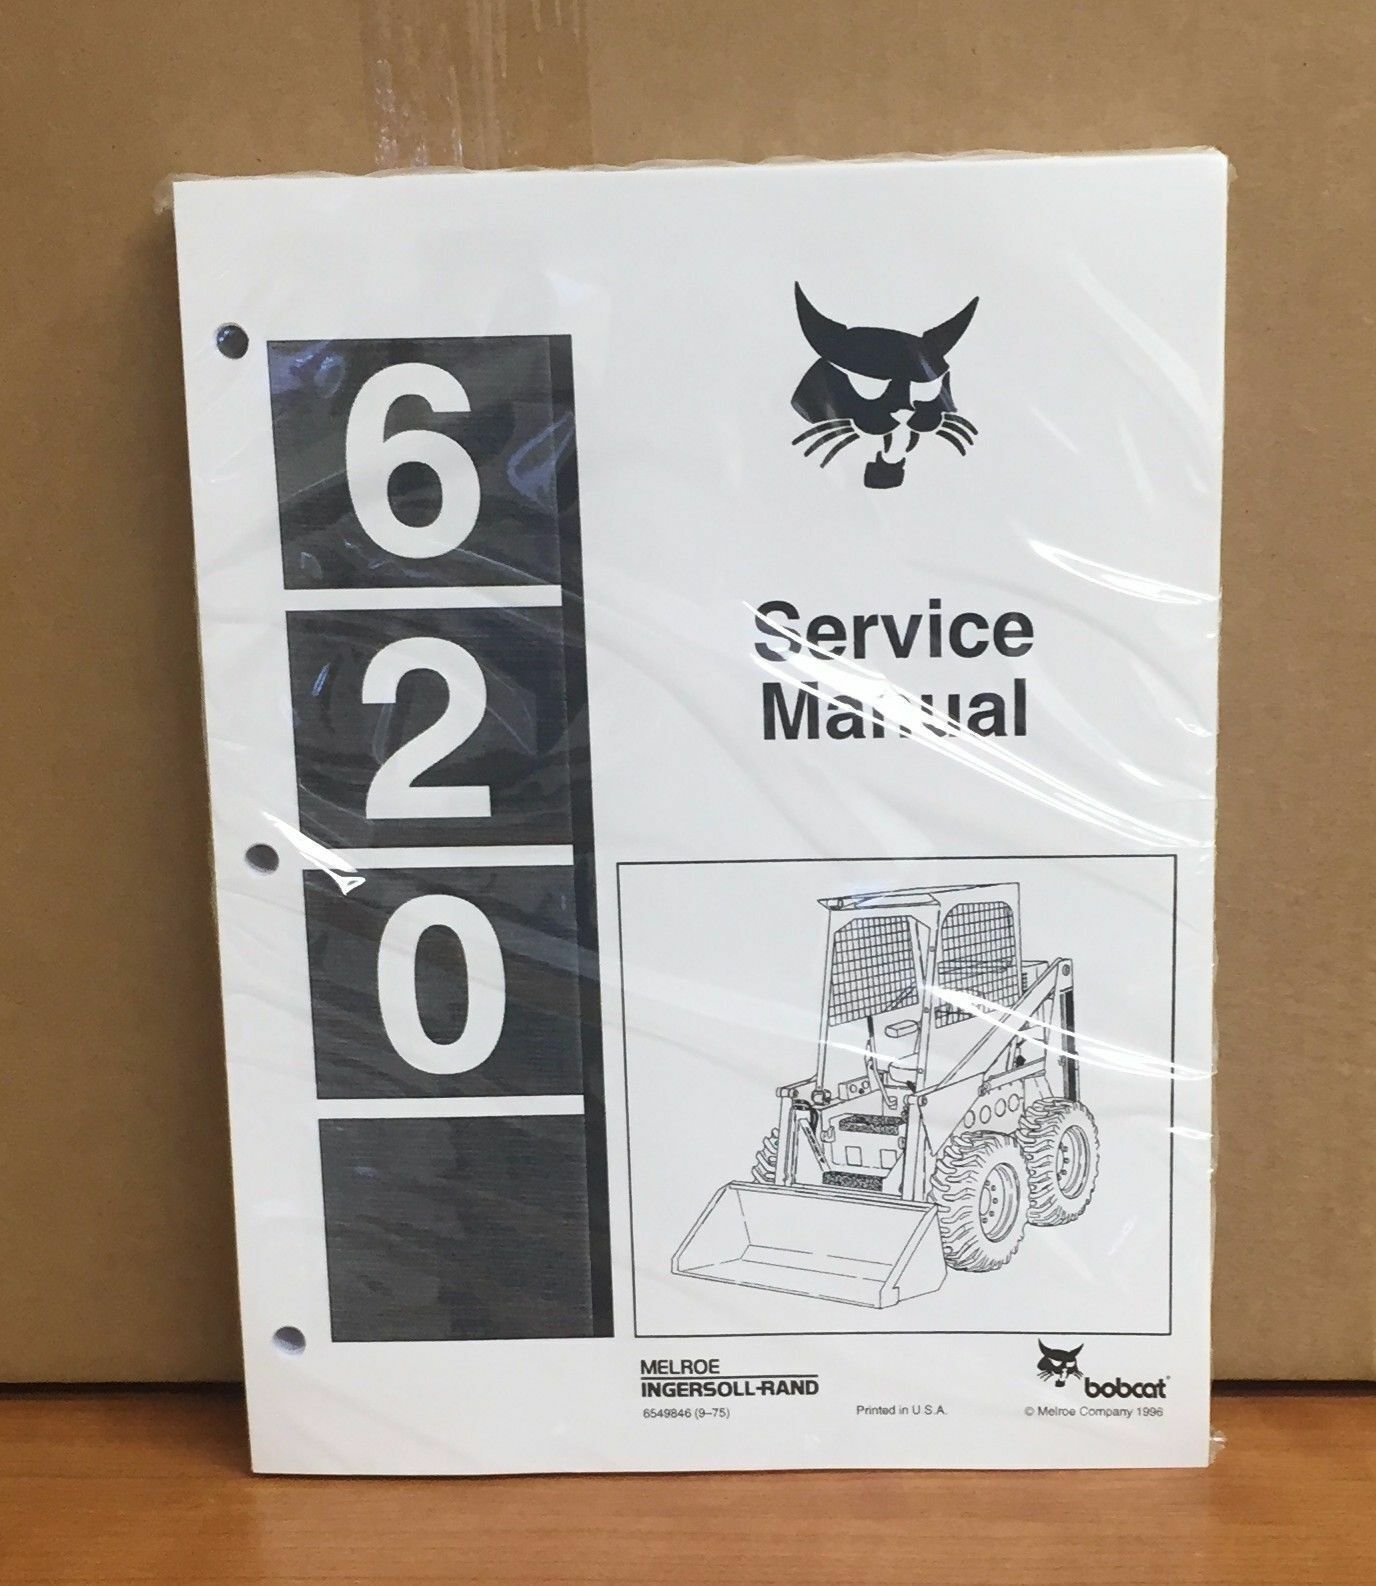 6
2
0
Service
Manual
MELROE
INGERSOLL-RAND
6549846 (9–75)
Printed in U.S.A.
bobcat®
© Melroe Company 1996